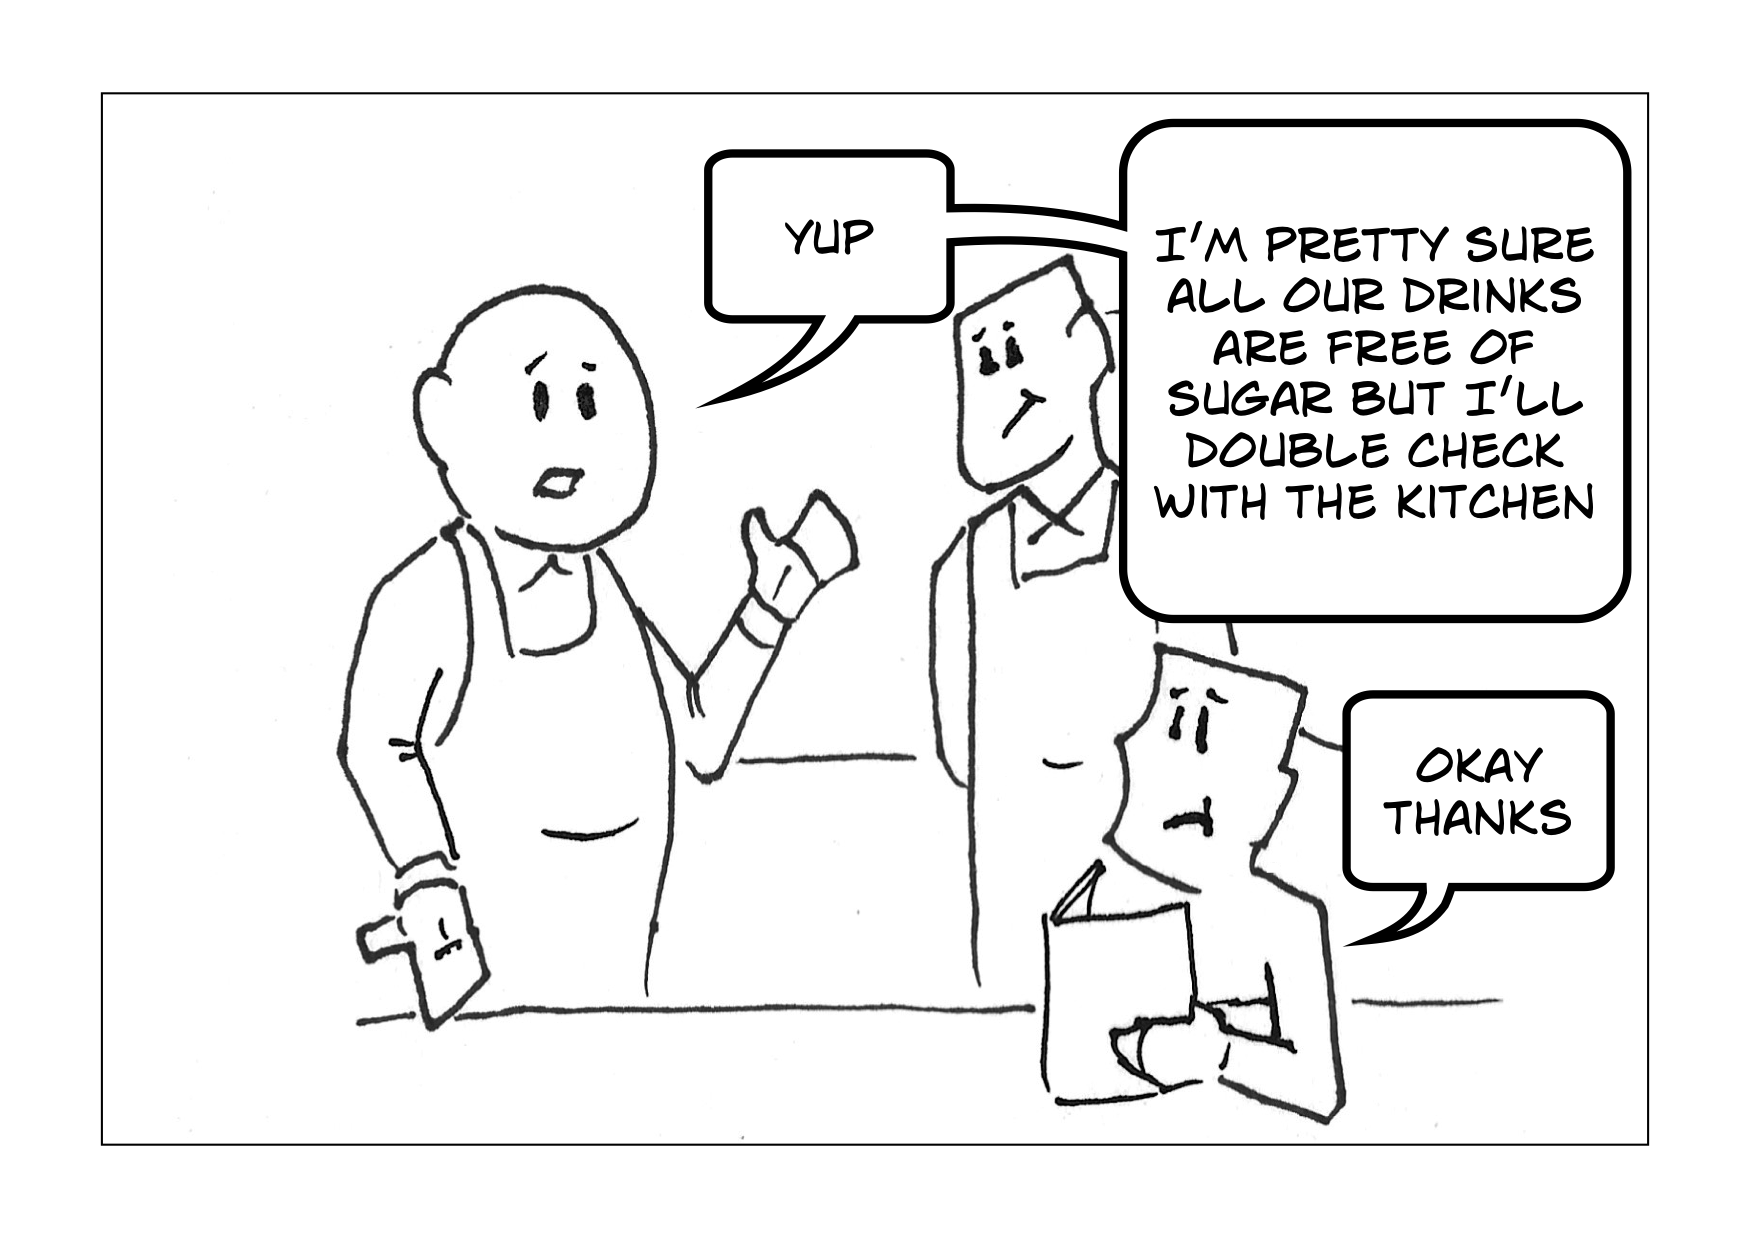 YUP
I'M PRETTY SURE
ALL OUR DRINKS
ARE FREE OF
SUGAR BUT I'LL
DOUBLE CHECK
WITH THE KITCHEN
OKAY
THANKS